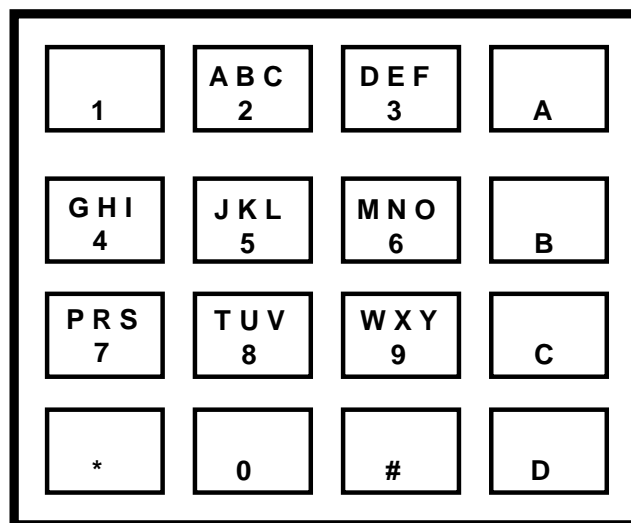 A B C D E F
1 2 3 A
G H I J K L M N O
4 5 6 B
P R S T U V W X Y
7 8 9 C
* 0 # D